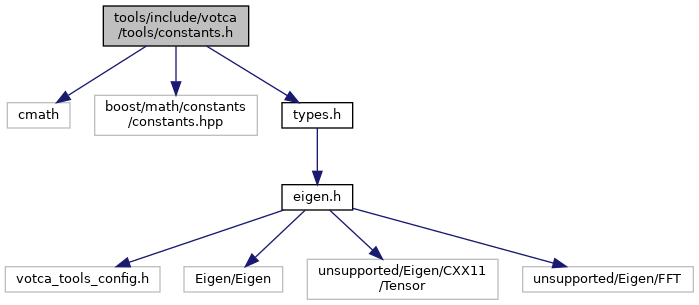 tools/include/votca
/tools/constants.h
cmath
boost/math/constants
/constants.hpp
types.h
eigen.h
votca_tools_config.h
Eigen/Eigen
unsupported/Eigen/CXX11
/Tensor
unsupported/Eigen/FFT